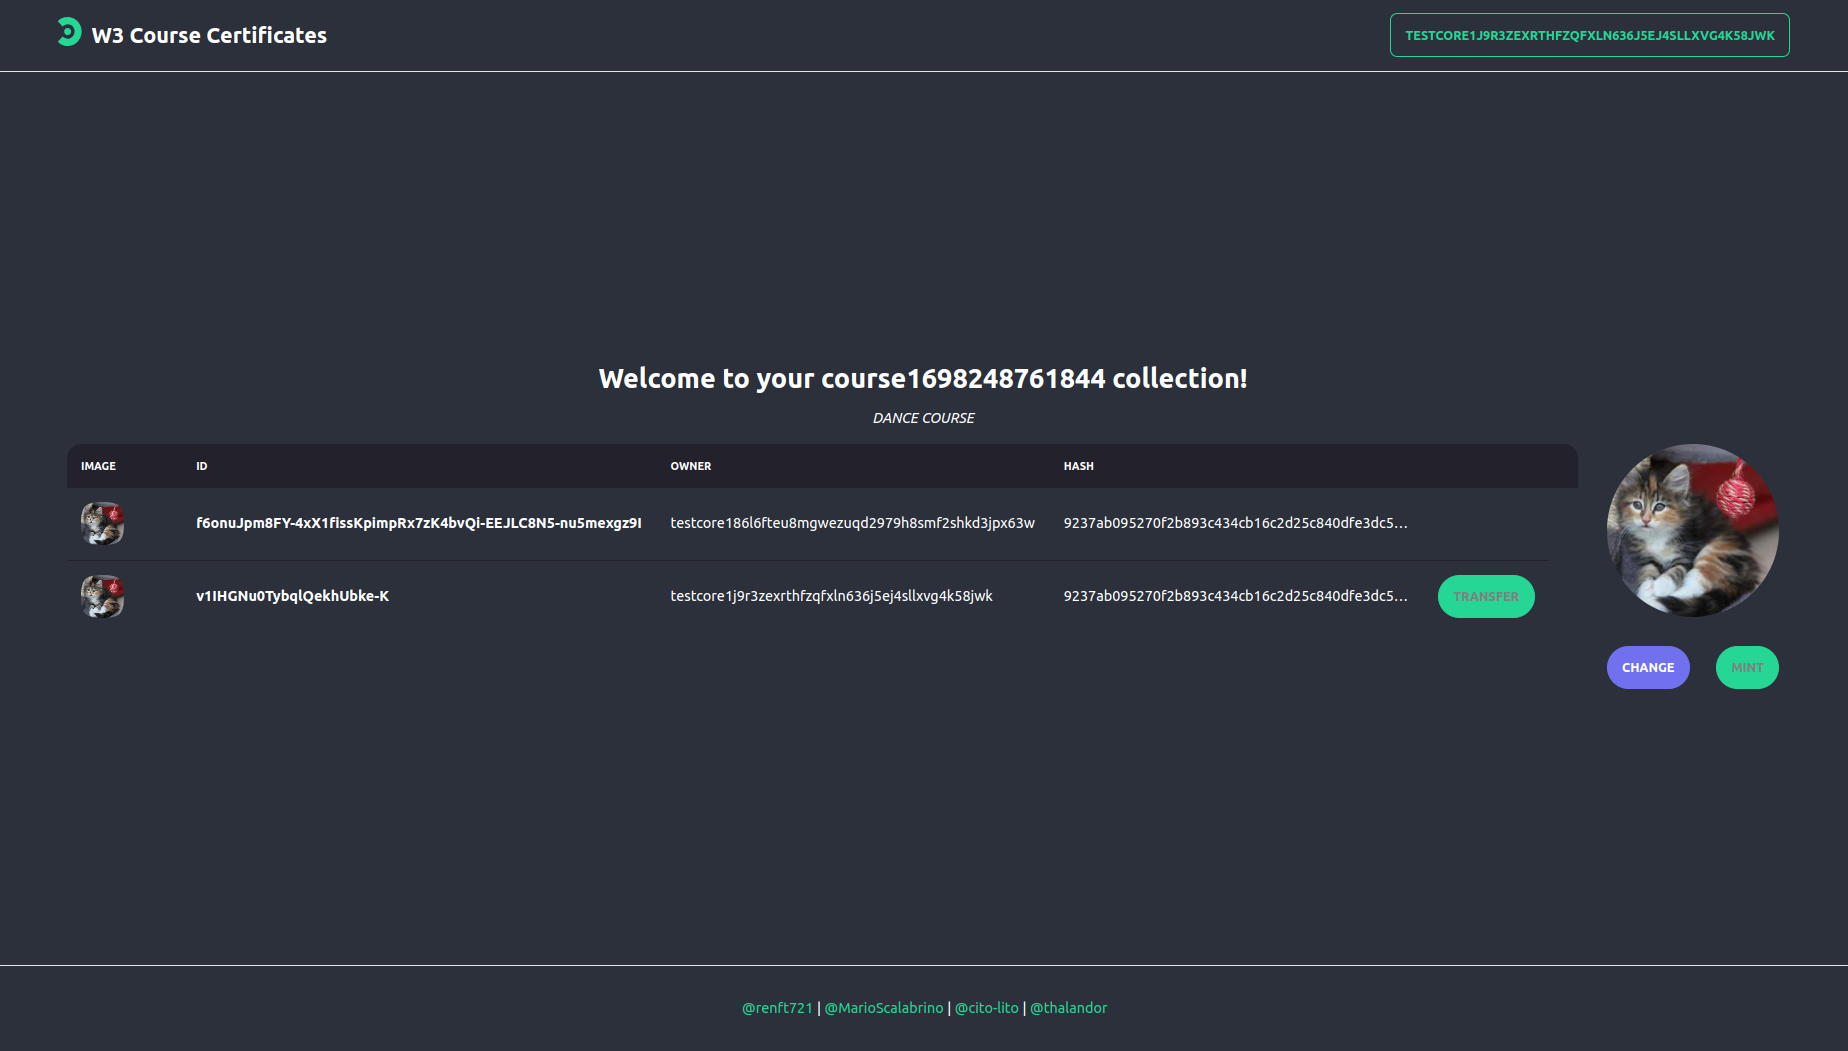 W3 Course Certificates
TESTCORE1J9R3ZEXRTHFZQFXLN636J5EJ4SLLXVG4K58JWK
Welcome to your course1698248761844 collection!
DANCE COURSE
IMAGE ID OWNER HASH
f6onuJpm8FY-4xX1fissKpimpRx7zK4bvQi-EEJLC8N5-nu5mexgz9I testcore186l6fteu8mgwezuqd2979h8smf2shkd3jpx63w 9237ab095270f2b893c434cb16c2d25c840dfe3dc5...
v1IHGNu0TybqlQekhUbke-K testcore1j9r3zexrthfzqfxln636j5ej4sllxvg4k58jwk 9237ab095270f2b893c434cb16c2d25c840dfe3dc5... TRANSFER
CHANGE MINT
@renft721 | @MarioScalabrino | @cito-lito | @thalandor